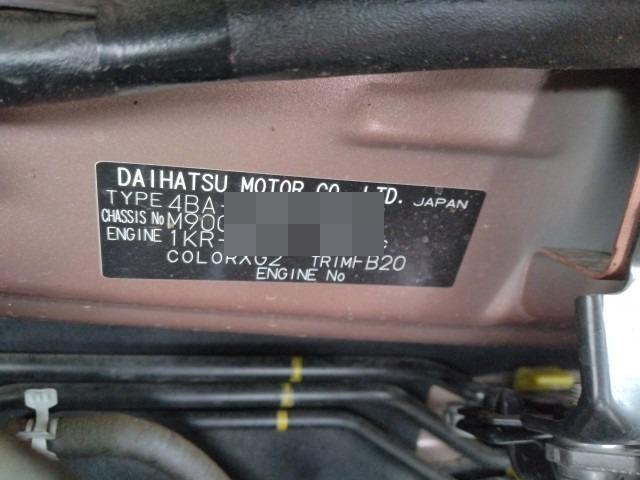 DAIHATSU MOTOR CO., LTD. JAPAN
TYPE 4BA-
CHASSIS No M900
ENGINE 1KR-
COLOR XG2 TRIM FB20
ENGINE No